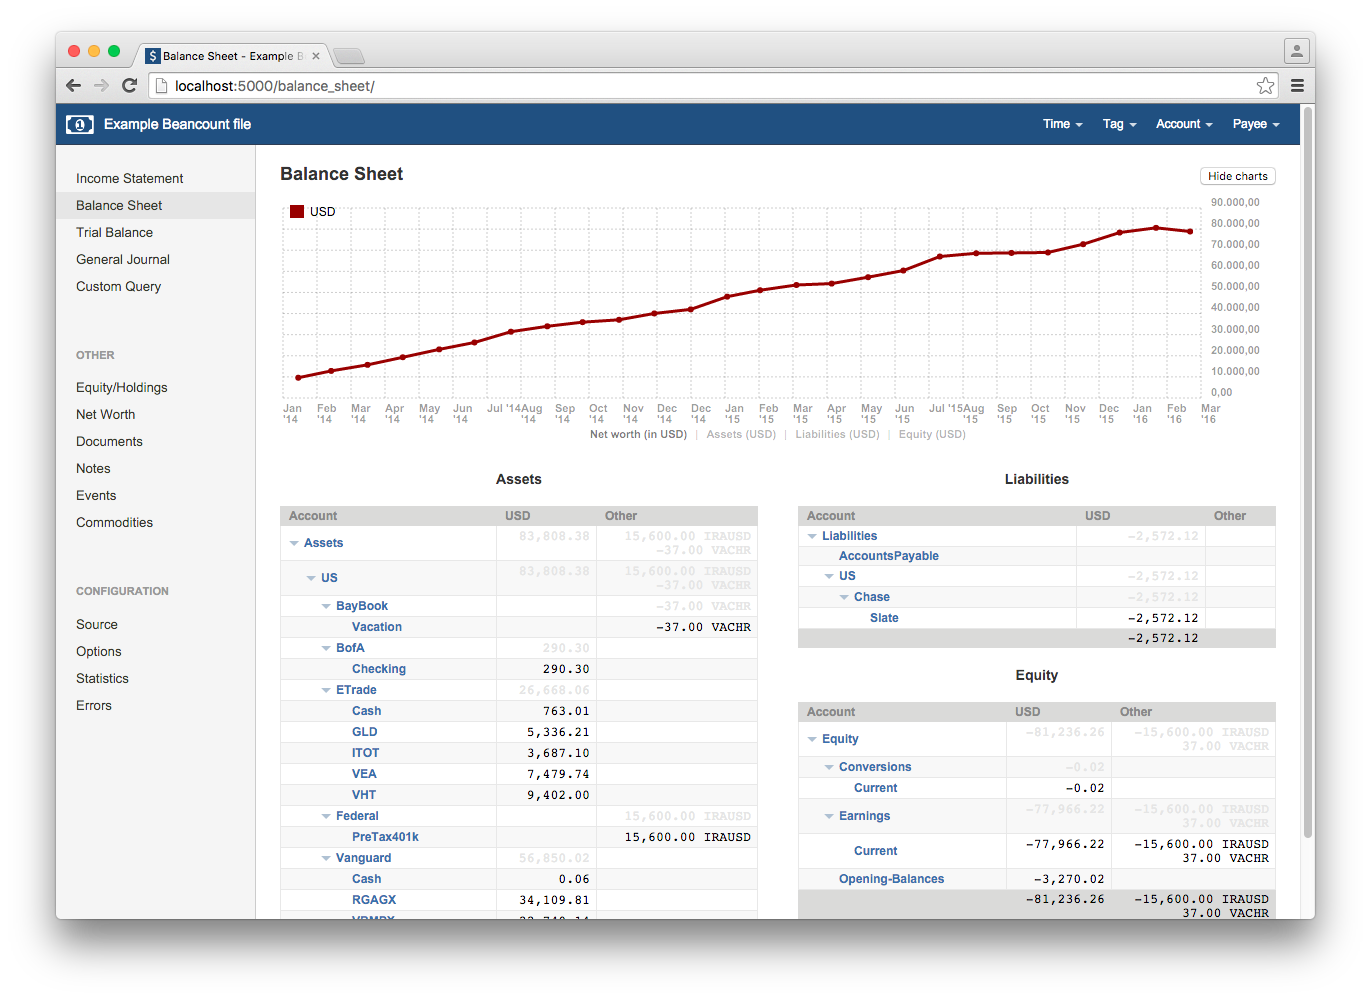 $ Balance Sheet - Example B
localhost:5000/balance_sheet/
Example Beancount file
Time Tag Account Payee
Income Statement
Balance Sheet
Trial Balance
General Journal
Custom Query
OTHER
Equity/Holdings
Net Worth
Documents
Notes
Events
Commodities
CONFIGURATION
Source
Options
Statistics
Errors
Balance Sheet
Hide charts
USD
90.000,00
80.000,00
70.000,00
60.000,00
50.000,00
40.000,00
30.000,00
20.000,00
10.000,00
0,00
Jan '14 Feb '14 Mar '14 Apr '14 May '14 Jun '14 Jul '14 Aug '14 Sep '14 Oct '14 Nov '14 Dec '14 Dec '14 Jan '15 Feb '15 Mar '15 Apr '15 May '15 Jun '15 Jul '15 Aug '15 Sep '15 Oct '15 Nov '15 Dec '15 Jan '16 Feb '16 Mar '16
Net worth (in USD) | Assets (USD) | Liabilities (USD) | Equity (USD)
Assets
Account USD Other
Assets 83,808.38 15,600.00 IRAUSD
-37.00 VACHR
US 83,808.38 15,600.00 IRAUSD
-37.00 VACHR
BayBook -37.00 VACHR
Vacation -37.00 VACHR
BofA 290.30
Checking 290.30
ETrade 26,668.06
Cash 763.01
GLD 5,336.21
ITOT 3,687.10
VEA 7,479.74
VHT 9,402.00
Federal 15,600.00 IRAUSD
PreTax401k 15,600.00 IRAUSD
Vanguard 56,850.02
Cash 0.06
RGAGX 34,109.81
Liabilities
Account USD Other
Liabilities -2,572.12
AccountsPayable
US -2,572.12
Chase -2,572.12
Slate -2,572.12
-2,572.12
Equity
Account USD Other
Equity -81,236.26 -15,600.00 IRAUSD
37.00 VACHR
Conversions -0.02
Current -0.02
Earnings -77,966.22 -15,600.00 IRAUSD
37.00 VACHR
Current -77,966.22 -15,600.00 IRAUSD
37.00 VACHR
Opening-Balances -3,270.02
-81,236.26 -15,600.00 IRAUSD
37.00 VACHR